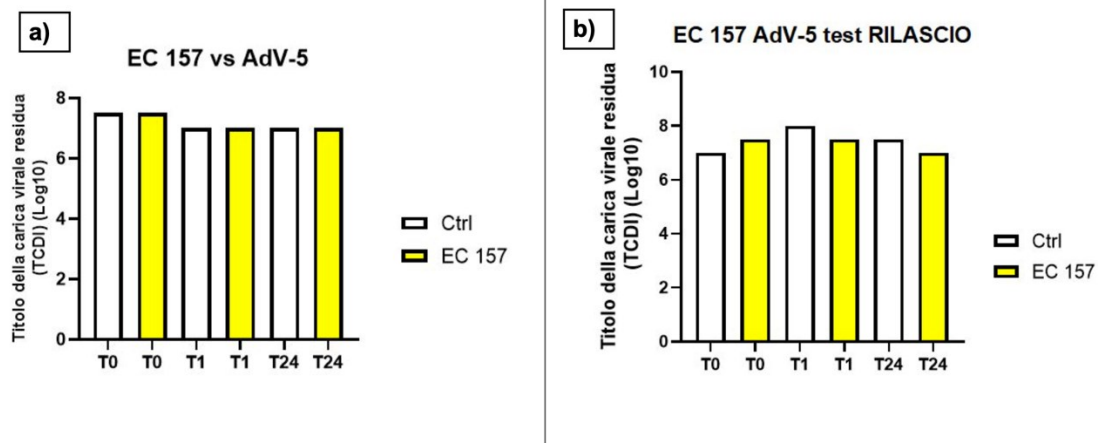 a)
EC 157 vs AdV-5
Titolo della carica virale residua
(TCDI) (Log10)
8
6
4
2
0
T0 T0 T1 T1 T24 T24
Ctrl
EC 157
b)
EC 157 AdV-5 test RILASCIO
Titolo della carica virale residua
(TCDI) (Log10)
10
8
6
4
2
0
T0 T0 T1 T1 T24 T24
Ctrl
EC 157